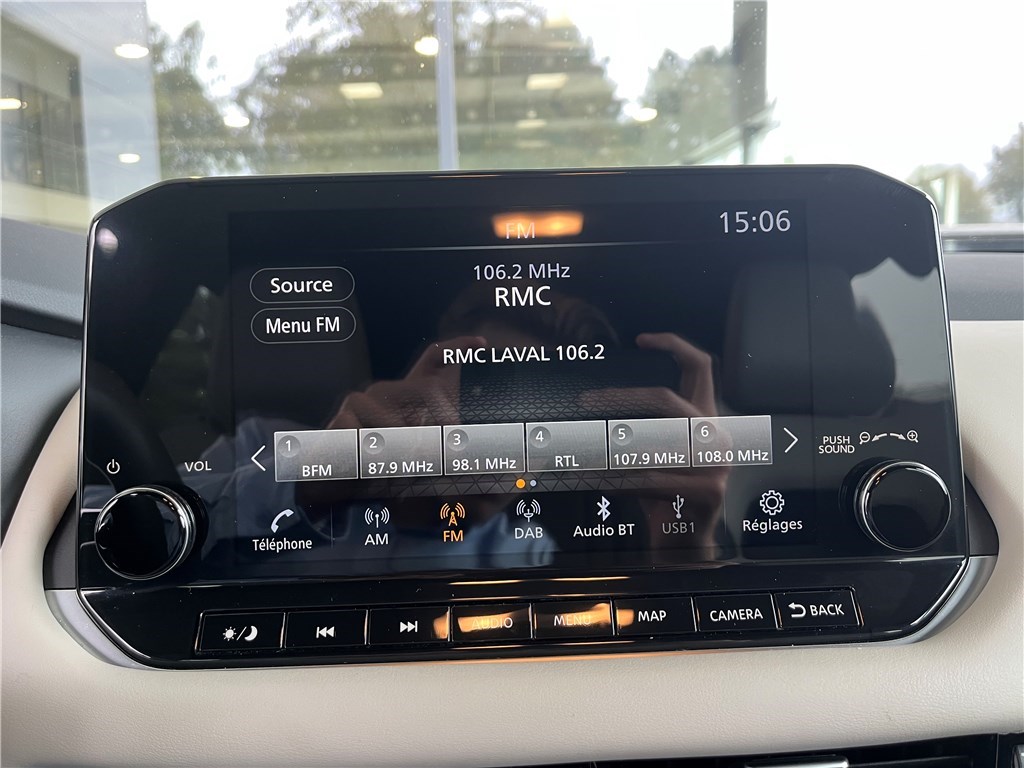 FM
15:06
Source
Menu FM
106.2 MHz
RMC
RMC LAVAL 106.2
VOL
1 BFM
2 87.9 MHz
3 98.1 MHz
4 RTL
5 107.9 MHz
6 108.0 MHz
PUSH
SOUND
Téléphone
AM
FM
DAB
Audio BT
USB1
Réglages
AUDIO
MENU
MAP
CAMERA
BACK